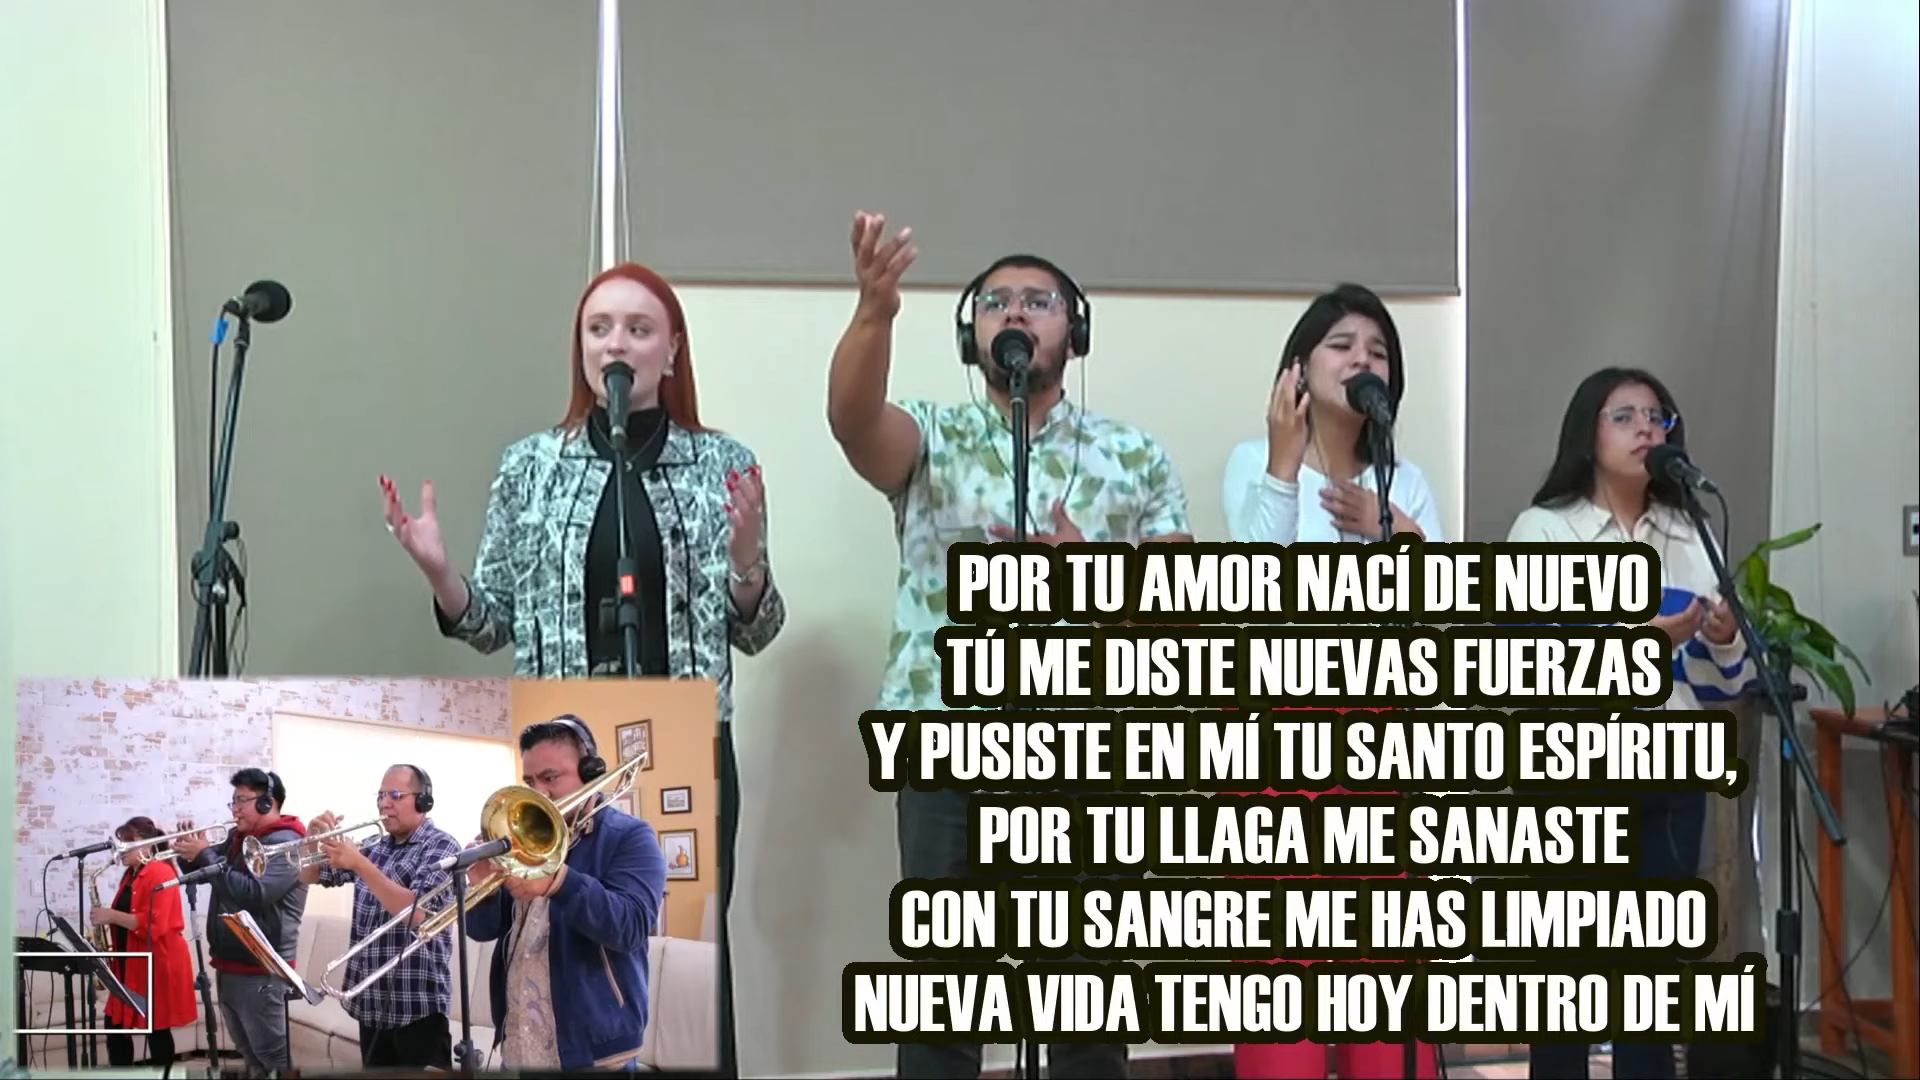 POR TU AMOR NACÍ DE NUEVO
TÚ ME DISTE NUEVAS FUERZAS
Y PUSISTE EN MÍ TU SANTO ESPÍRITU,
POR TU LLAGA ME SANASTE
CON TU SANGRE ME HAS LIMPIADO
NUEVA VIDA TENGO HOY DENTRO DE MÍ